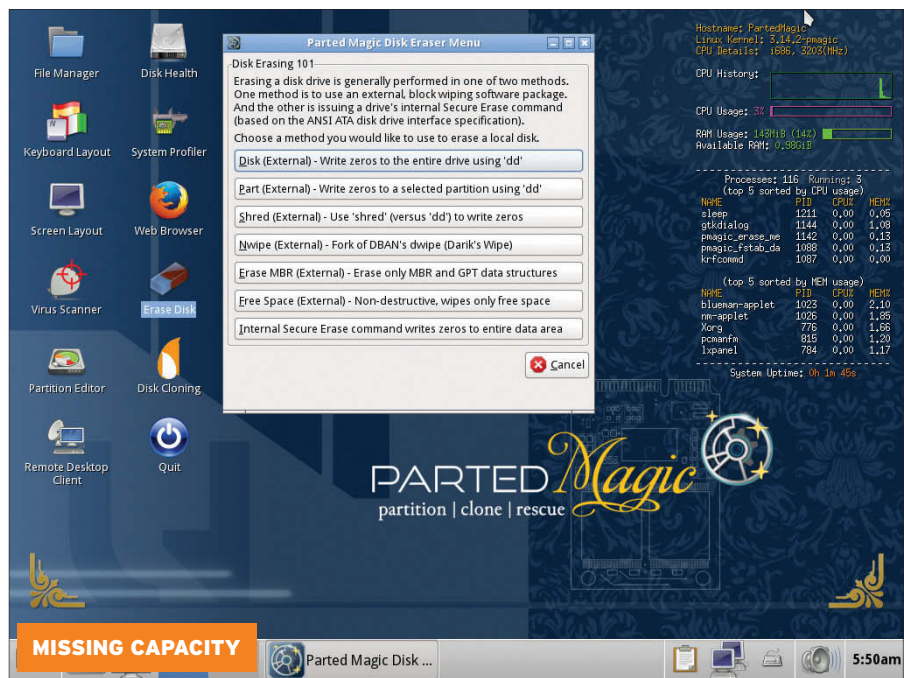 File Manager
Disk Health
Keyboard Layout
System Profiler
Screen Layout
Web Browser
Virus Scanner
Erase Disk
Partition Editor
Disk Cloning
Remote Desktop
Client
Quit
Parted Magic Disk Eraser Menu
Disk Erasing 101
Erasing a disk drive is generally performed in one of two methods.
One method is to use an external, block wiping software package.
And the other is issuing a drive's internal Secure Erase command
(based on the ANSI ATA disk drive interface specification).
Choose a method you would like to use to erase a local disk.
Disk (External) - Write zeros to the entire drive using 'dd'
Part (External) - Write zeros to a selected partition using 'dd'
Shred (External) - Use 'shred' (versus 'dd') to write zeros
Nwipe (External) - Fork of DBAN's dwipe (Darik's Wipe)
Erase MBR (External) - Erase only MBR and GPT data structures
Free Space (External) - Non-destructive, wipes only free space
Internal Secure Erase command writes zeros to entire data area
Cancel
Hostname: PartedMagic
Linux Kernel: 3.14.2-pmagic
CPU Details: i686, 3203(MHz)
CPU History:
CPU Usage: 3%
RAM Usage: 143MiB (14%)
Available RAM: 0.98GiB
Processes: 116 Running: 3
(top 5 sorted by CPU usage)
NAME PID CPU% MEM%
sleep 1211 0.00 0.05
gtkdialog 1144 0.00 1.08
pmagic_erase_me 1142 0.00 0.13
pmagic_fstab_da 1088 0.00 0.13
krfcommd 1087 0.00 0.00
(top 5 sorted by MEM usage)
NAME PID CPU% MEM%
blueman-applet 1023 0.00 2.10
nm-applet 1026 0.00 1.85
Xorg 776 0.00 1.66
pcmanfm 815 0.00 1.20
lxpanel 784 0.00 1.17
System Uptime: 0h 1m 45s
PARTED Magic
partition | clone | rescue
MISSING CAPACITY
Parted Magic Disk ...
5:50am